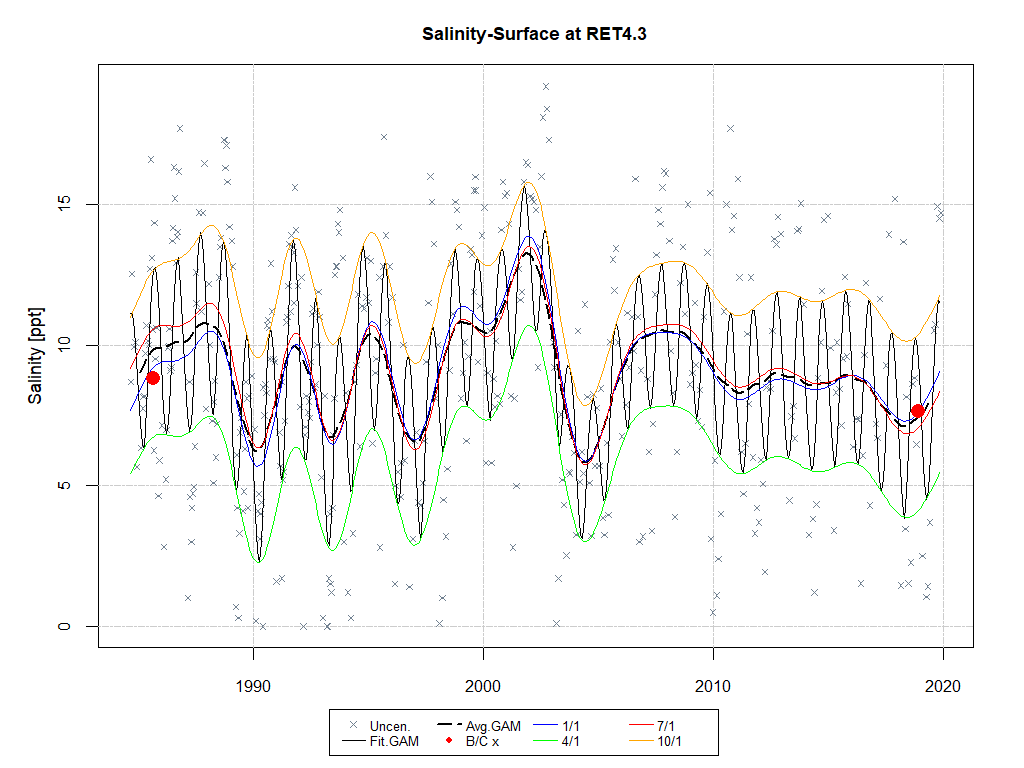 Salinity-Surface at RET4.3
Salinity [ppt]
15
10
5
0
1990 2000 2010 2020
Uncen. Avg.GAM 1/1 7/1
Fit.GAM B/C x 4/1 10/1